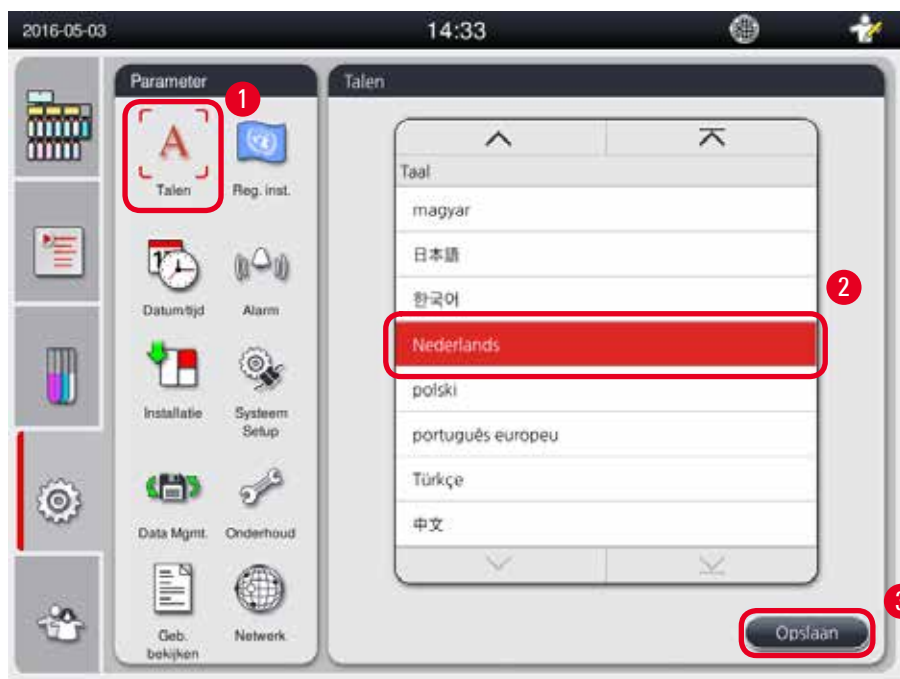 2016-05-03
14:33
Parameter
1
Talen
Reg. inst.
Datum/tijd
Alarm
Installatie
Systeem
Setup
Data Mgmt.
Onderhoud
Geb.
bekijken
Netwerk
Talen
Taal
magyar
日本語
한국어
2
Nederlands
polski
português europeu
Türkçe
中文
3
Opslaan